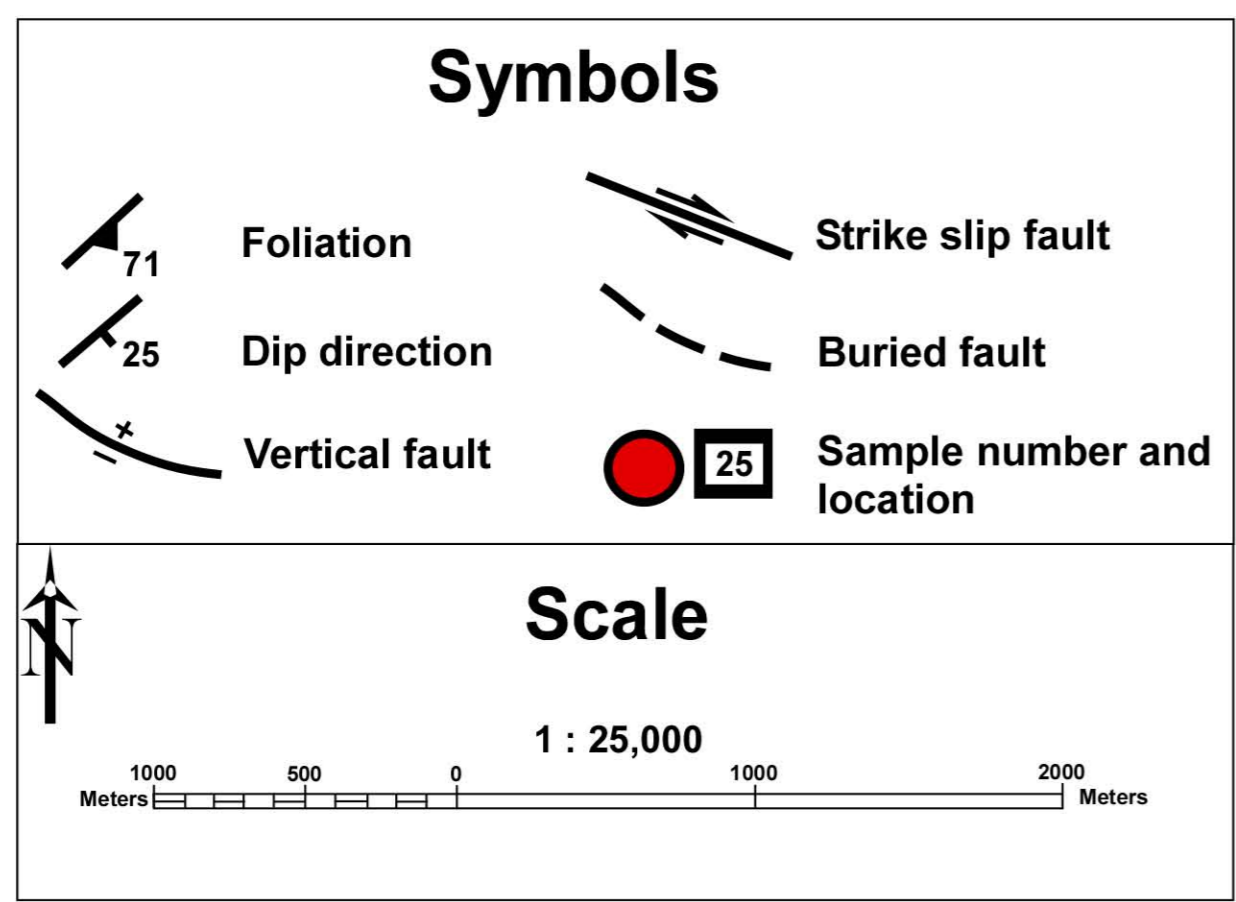 Symbols
71
Foliation
Strike slip fault
25
Dip direction
Buried fault
+
–
Vertical fault
25
Sample number and
location
N
Scale
1 : 25,000
1000 500 0 1000 2000
Meters Meters